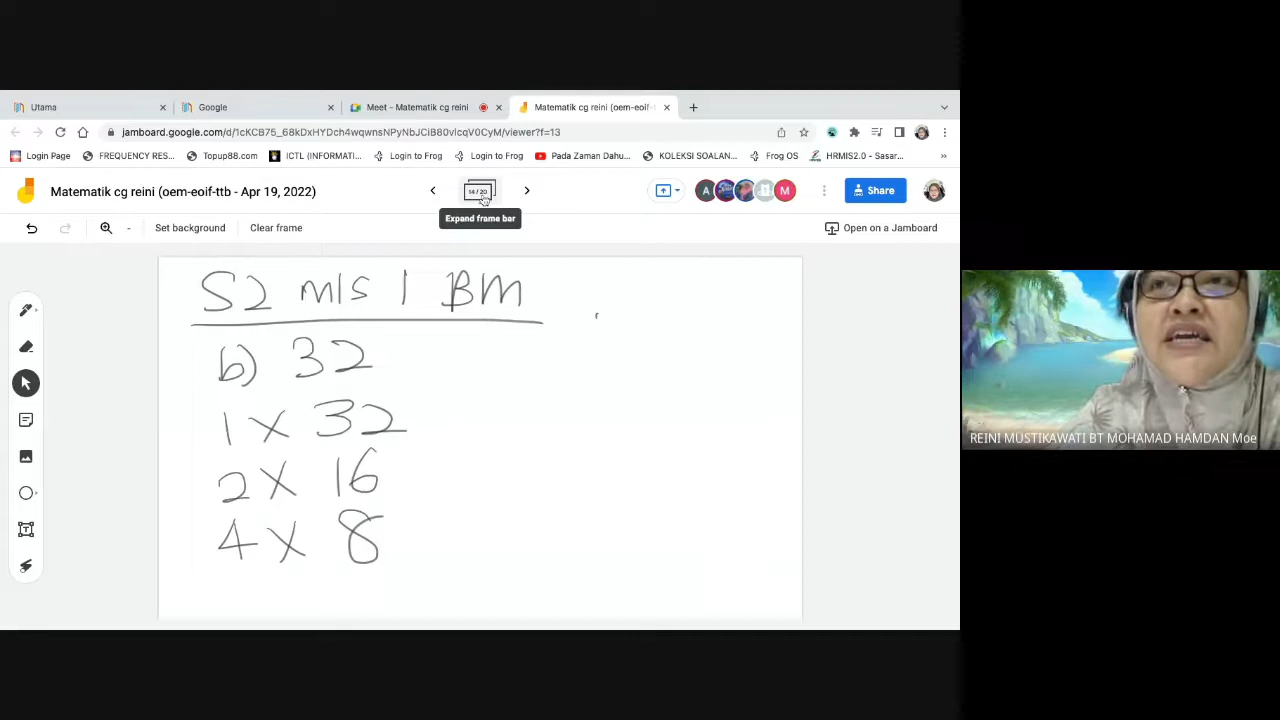 Utama
Google
Meet - Matematik cg reini
Matematik cg reini (oem-eoif-t
jamboard.google.com/d/1cKCB75_68kDxHYDch4wqwnsNPyNbJCiB80vlcqV0CyM/viewer?f=13
Login Page
FREQUENCY RES...
Topup88.com
ICTL (INFORMATI...
Login to Frog
Login to Frog
Pada Zaman Dahu...
KOLEKSI SOALAN...
Frog OS
HRMIS2.0 - Sasar...
»
Matematik cg reini (oem-eoif-ttb - Apr 19, 2022)
14 / 20
A
M
Share
Expand frame bar
Set background
Clear frame
Open on a Jamboard
S2 m/s 1 BM
b) 32
1 x 32
2 x 16
4 x 8
REINI MUSTIKAWATI BT MOHAMAD HAMDAN Moe